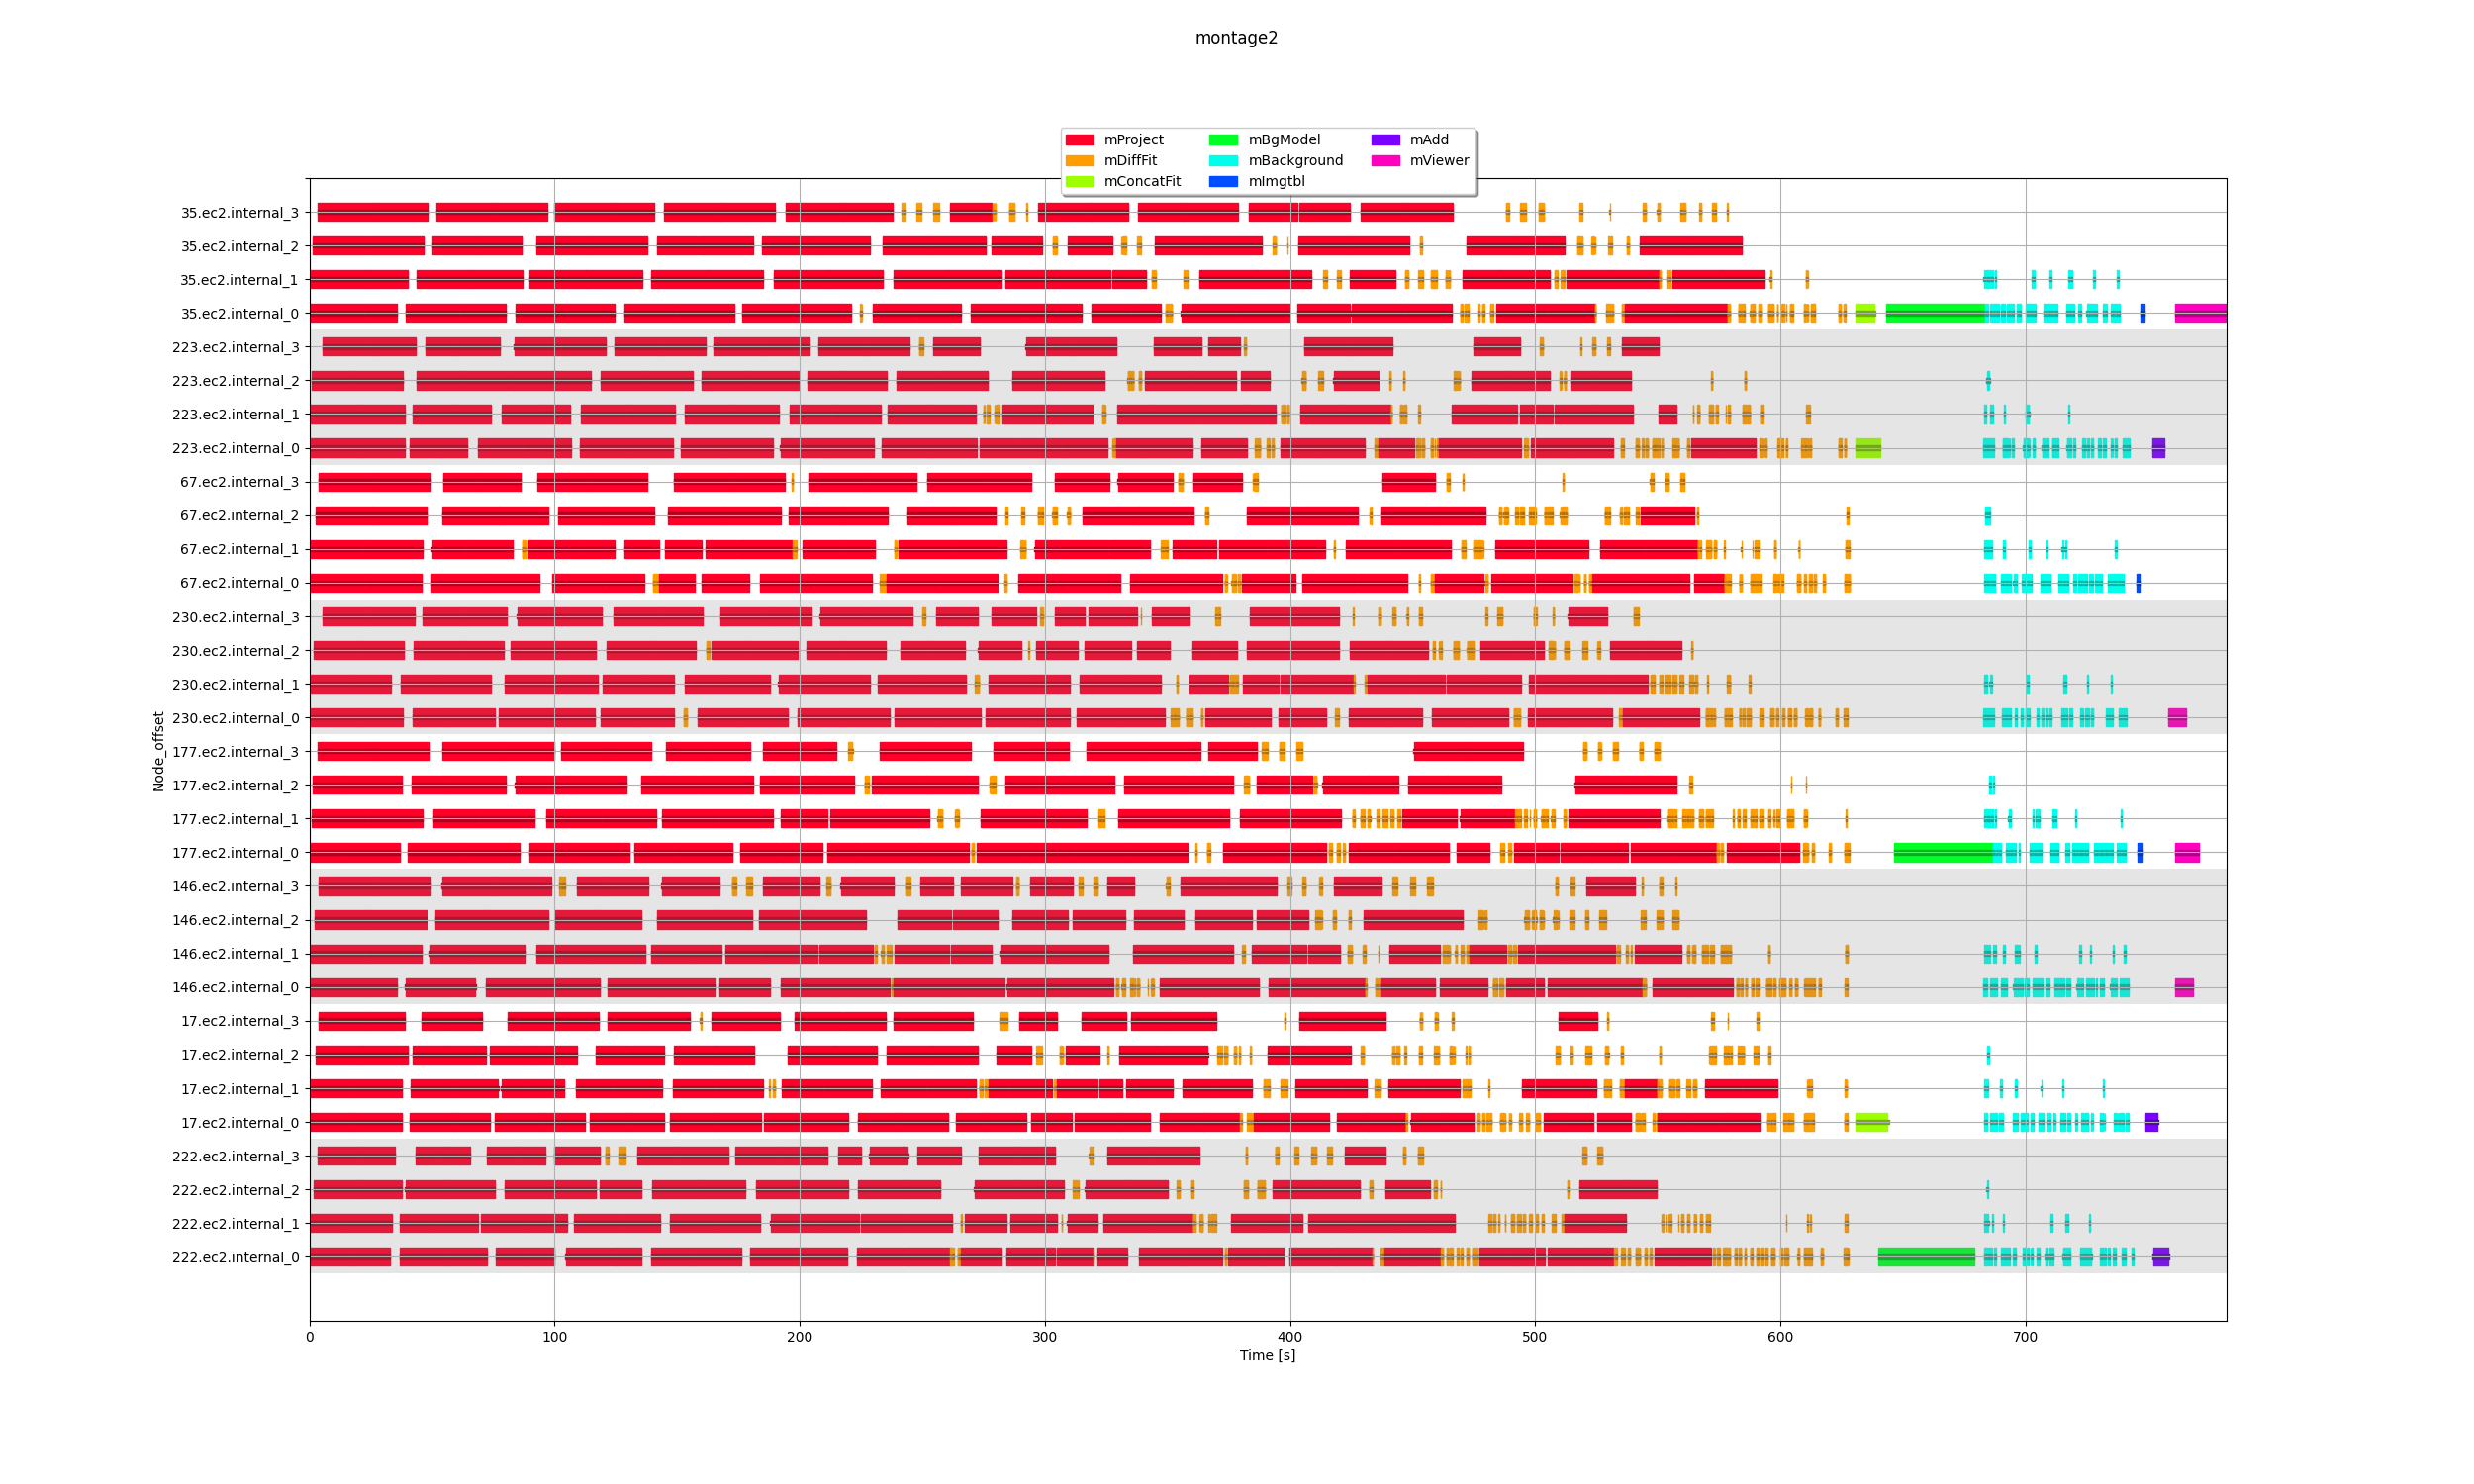 montage2
mProject mBgModel mAdd
mDiffFit mBackground mViewer
mConcatFit mImgtbl
35.ec2.internal_3
35.ec2.internal_2
35.ec2.internal_1
35.ec2.internal_0
223.ec2.internal_3
223.ec2.internal_2
223.ec2.internal_1
223.ec2.internal_0
67.ec2.internal_3
67.ec2.internal_2
67.ec2.internal_1
67.ec2.internal_0
230.ec2.internal_3
230.ec2.internal_2
230.ec2.internal_1
230.ec2.internal_0
177.ec2.internal_3
177.ec2.internal_2
177.ec2.internal_1
177.ec2.internal_0
146.ec2.internal_3
146.ec2.internal_2
146.ec2.internal_1
146.ec2.internal_0
17.ec2.internal_3
17.ec2.internal_2
17.ec2.internal_1
17.ec2.internal_0
222.ec2.internal_3
222.ec2.internal_2
222.ec2.internal_1
222.ec2.internal_0
Node_offset
0 100 200 300 400 500 600 700
Time [s]